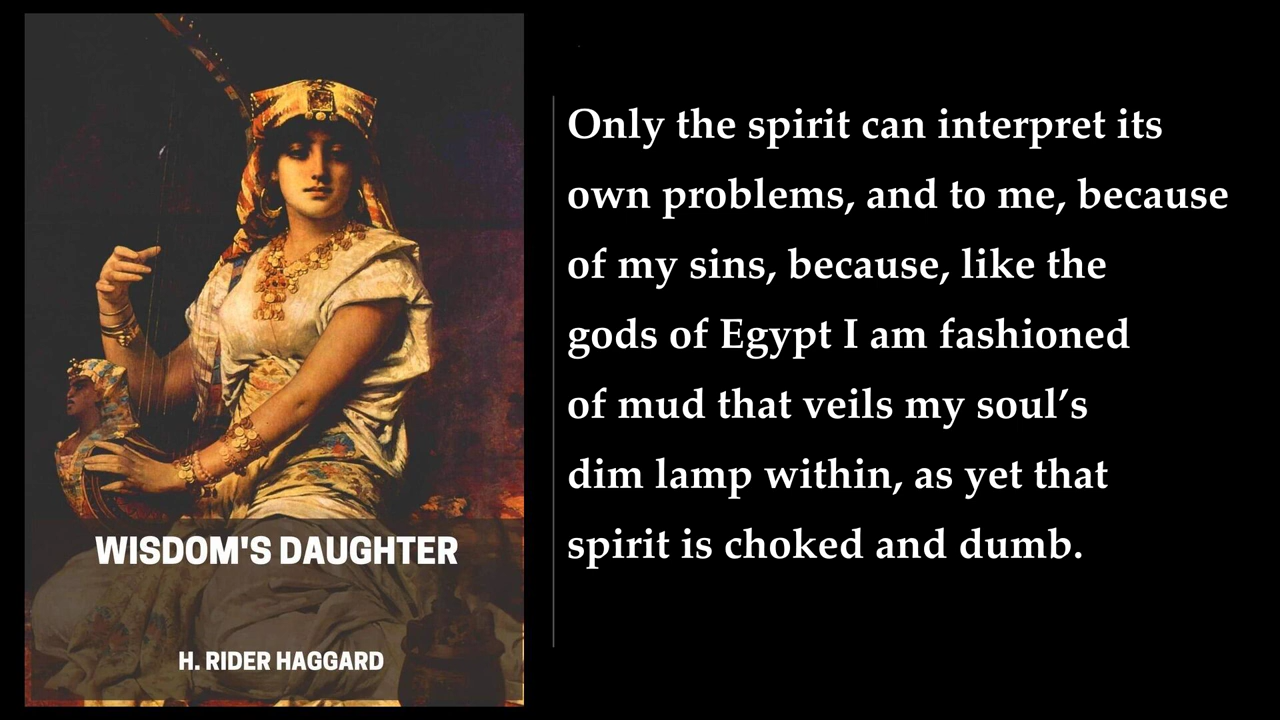 WISDOM'S DAUGHTER
H. RIDER HAGGARD
Only the spirit can interpret its
own problems, and to me, because
of my sins, because, like the
gods of Egypt I am fashioned
of mud that veils my soul’s
dim lamp within, as yet that
spirit is choked and dumb.